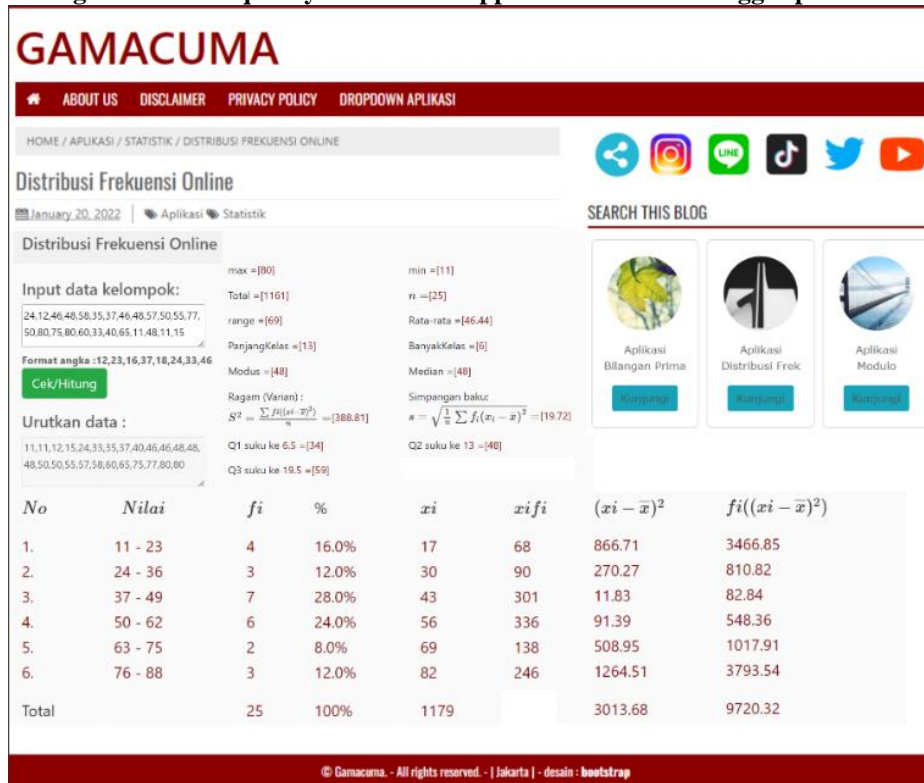 GAMACUMA
ABOUT US DISCLAIMER PRIVACY POLICY DROPDOWN APLIKASI
HOME / APLIKASI / STATISTIK / DISTRIBUSI FREKUENSI ONLINE
LINE
Distribusi Frekuensi Online
January 20, 2022 Aplikasi Statistik
SEARCH THIS BLOG
Distribusi Frekuensi Online
Input data kelompok:
24,12,46,48,58,35,37,46,48,57,50,55,77,
50,80,75,80,60,33,40,65,11,48,11,15
Format angka :12,23,16,37,18,24,33,46
Cek/Hitung
Urutkan data :
11,11,12,15,24,33,35,37,40,46,46,48,48,
48,50,50,55,57,58,60,65,75,77,80,80
max =[80] min =[11]
Total =[1161] n =[25]
range =[69] Rata-rata =[46.44]
PanjangKelas =[13] BanyakKelas =[6]
Modus =[48] Median =[48]
Ragam (Varian) : Simpangan baku:
S² = ∑ fi((xi − x̅)²) / n =[388.81] s = √(1/n ∑ fᵢ(xᵢ − x̅)²) =[19.72]
Q1 suku ke 6.5 =[34] Q2 suku ke 13 =[48]
Q3 suku ke 19.5 =[59]
Aplikasi
Bilangan Prima
Kunjungi
Aplikasi
Distribusi Frek
Kunjungi
Aplikasi
Modulo
Kunjungi
No Nilai fi % xi xifi (xi − x̅)² fi((xi − x̅)²)
1. 11 - 23 4 16.0% 17 68 866.71 3466.85
2. 24 - 36 3 12.0% 30 90 270.27 810.82
3. 37 - 49 7 28.0% 43 301 11.83 82.84
4. 50 - 62 6 24.0% 56 336 91.39 548.36
5. 63 - 75 2 8.0% 69 138 508.95 1017.91
6. 76 - 88 3 12.0% 82 246 1264.51 3793.54
Total 25 100% 1179 3013.68 9720.32
© Gamacuma. - All rights reserved. - | Jakarta | - desain : bootstrap